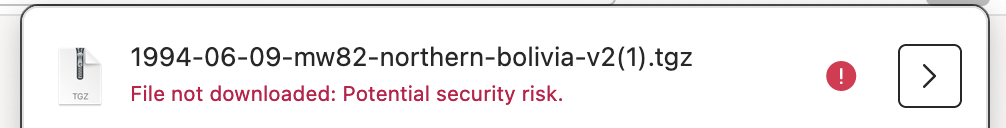 1994-06-09-mw82-northern-bolivia-v2(1).tgz
File not downloaded: Potential security risk.
TGZ